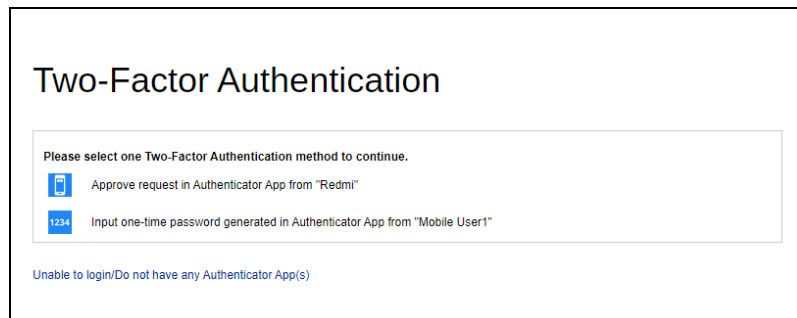 Two-Factor Authentication
Please select one Two-Factor Authentication method to continue.
Approve request in Authenticator App from "Redmi"
1234
Input one-time password generated in Authenticator App from "Mobile User1"
Unable to login/Do not have any Authenticator App(s)